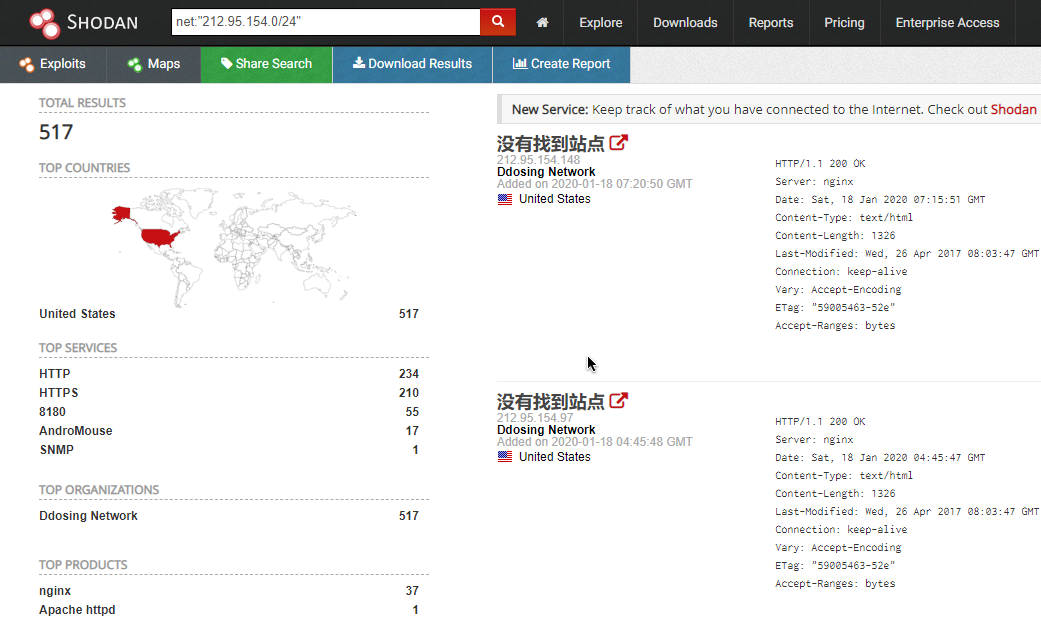 SHODAN
net:"212.95.154.0/24"
Explore
Downloads
Reports
Pricing
Enterprise Access
Exploits
Maps
Share Search
Download Results
Create Report
TOTAL RESULTS
517
TOP COUNTRIES
United States 517
TOP SERVICES
HTTP 234
HTTPS 210
8180 55
AndroMouse 17
SNMP 1
TOP ORGANIZATIONS
Ddosing Network 517
TOP PRODUCTS
nginx 37
Apache httpd 1
New Service: Keep track of what you have connected to the Internet. Check out Shodan
没有找到站点
212.95.154.148
Ddosing Network
Added on 2020-01-18 07:20:50 GMT
United States
HTTP/1.1 200 OK
Server: nginx
Date: Sat, 18 Jan 2020 07:15:51 GMT
Content-Type: text/html
Content-Length: 1326
Last-Modified: Wed, 26 Apr 2017 08:03:47 GMT
Connection: keep-alive
Vary: Accept-Encoding
ETag: "59005463-52e"
Accept-Ranges: bytes
没有找到站点
212.95.154.97
Ddosing Network
Added on 2020-01-18 04:45:48 GMT
United States
HTTP/1.1 200 OK
Server: nginx
Date: Sat, 18 Jan 2020 04:45:47 GMT
Content-Type: text/html
Content-Length: 1326
Last-Modified: Wed, 26 Apr 2017 08:03:47 GMT
Connection: keep-alive
Vary: Accept-Encoding
ETag: "59005463-52e"
Accept-Ranges: bytes